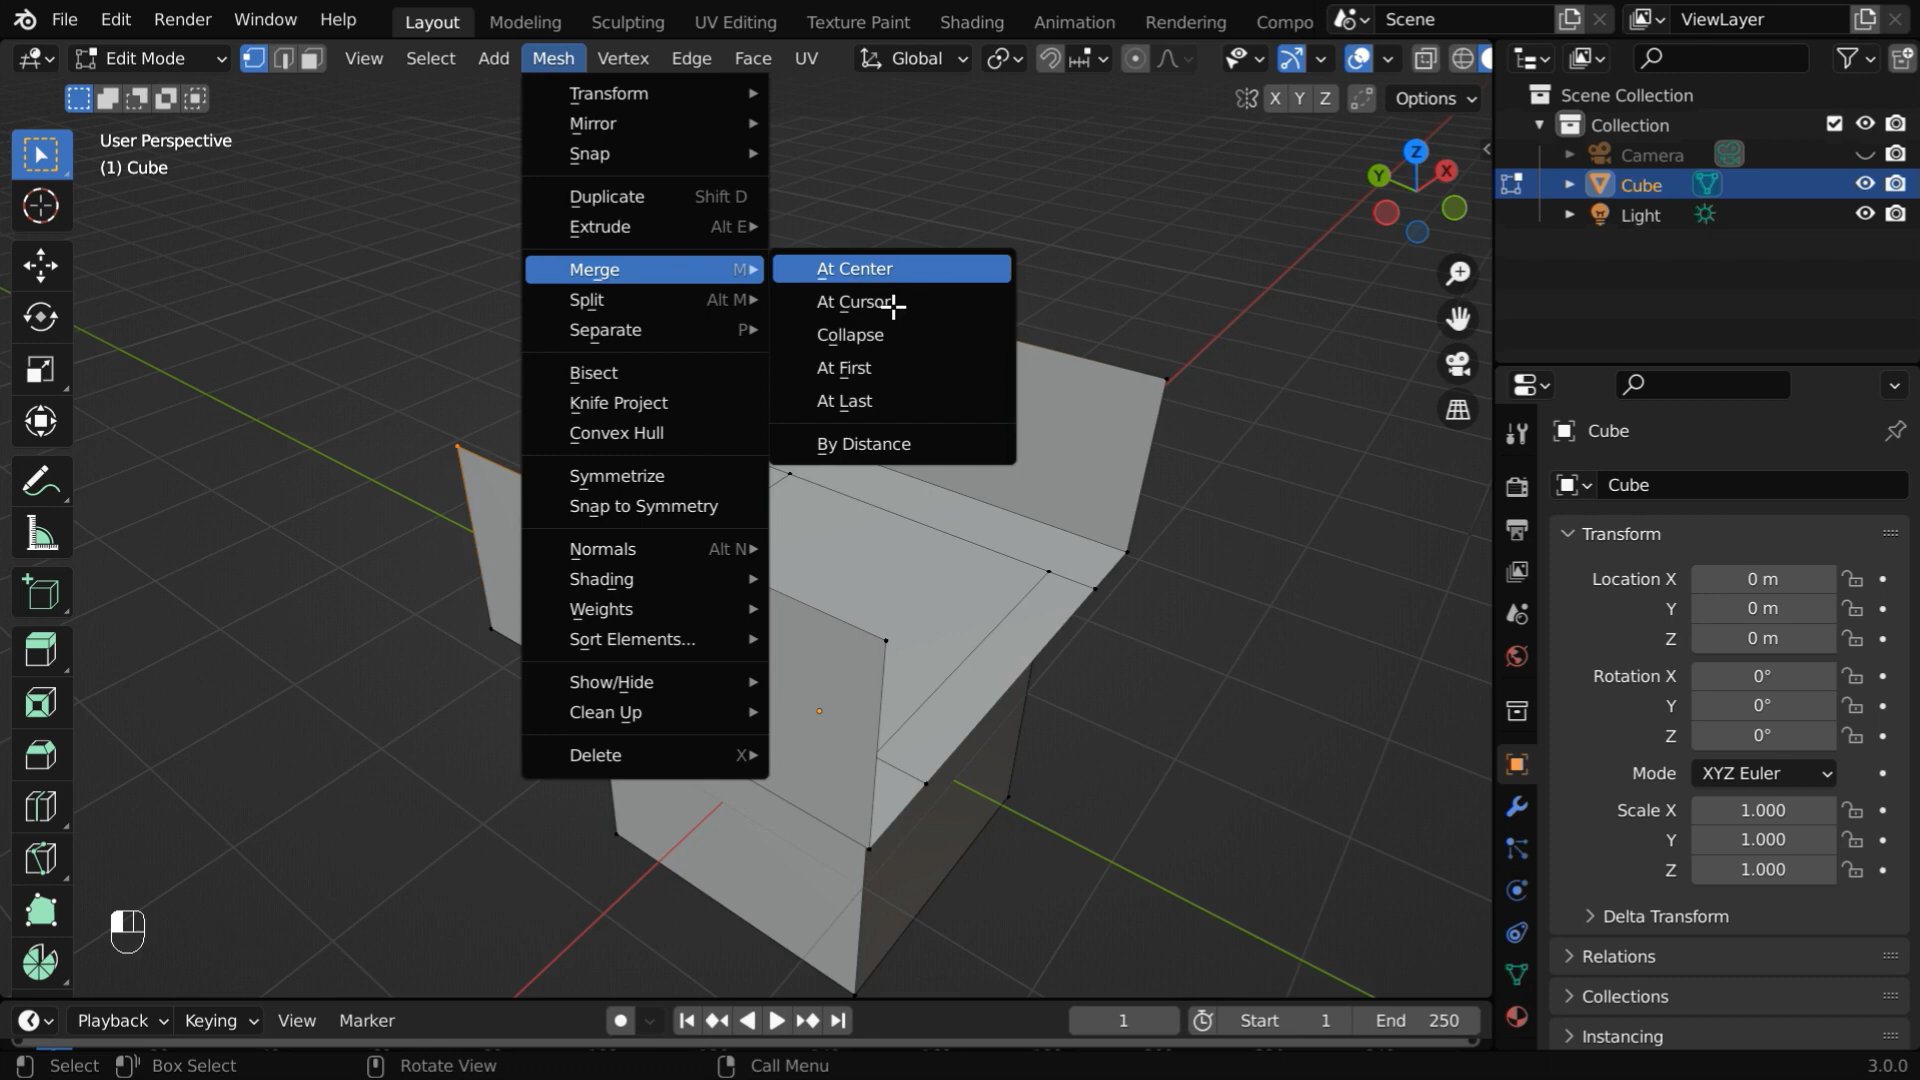 File Edit Render Window Help Layout Modeling Sculpting UV Editing Texture Paint Shading Animation Rendering Compo Scene ViewLayer
Edit Mode View Select Add Mesh Vertex Edge Face UV Global
X Y Z Options
User Perspective
(1) Cube
Transform
Mirror
Snap
Duplicate Shift D
Extrude Alt E
Merge M
Split Alt M
Separate P
Bisect
Knife Project
Convex Hull
Symmetrize
Snap to Symmetry
Normals Alt N
Shading
Weights
Sort Elements...
Show/Hide
Clean Up
Delete X
At Center
At Cursor
Collapse
At First
At Last
By Distance
Z
Y X
Scene Collection
Collection
Camera
Cube
Light
Cube
Cube
Transform
Location X 0 m
Y 0 m
Z 0 m
Rotation X 0°
Y 0°
Z 0°
Mode XYZ Euler
Scale X 1.000
Y 1.000
Z 1.000
Delta Transform
Relations
Collections
Instancing
Playback Keying View Marker 1 Start 1 End 250
Select Box Select Rotate View Call Menu 3.0.0